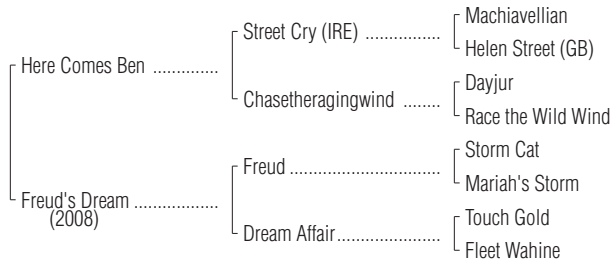 Machiavellian
Street Cry (IRE) ................
Helen Street (GB)
Here Comes Ben .............
Dayjur
Chasetheragingwind ........
Race the Wild Wind
Storm Cat
Freud .............................
Mariah's Storm
Freud's Dream .................
(2008)
Touch Gold
Dream Affair....................
Fleet Wahine